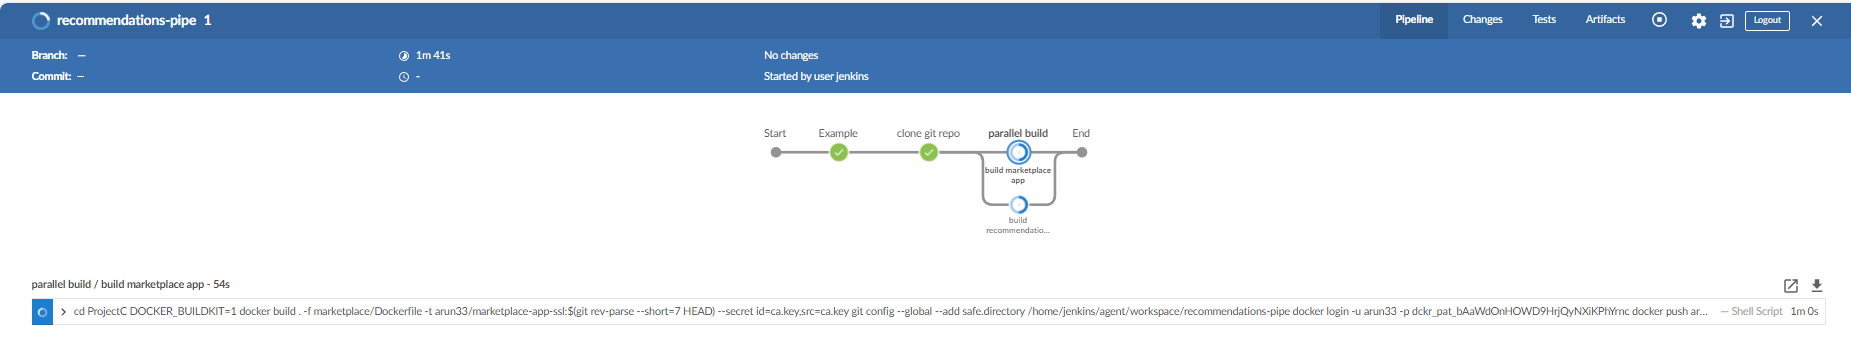 recommendations-pipe 1
Pipeline Changes Tests Artifacts Logout
Branch: — 1m 41s No changes
Commit: — - Started by user jenkins
Start Example clone git repo parallel build End
build marketplace
app
build
recommendatio...
parallel build / build marketplace app - 54s
cd ProjectC DOCKER_BUILDKIT=1 docker build . -f marketplace/Dockerfile -t arun33/marketplace-app-ssl:$(git rev-parse --short=7 HEAD) --secret id=ca.key,src=ca.key git config --global --add safe.directory /home/jenkins/agent/workspace/recommendations-pipe docker login -u arun33 -p dckr_pat_bAaWdOnHOWD9HrjQyNXiKPhYrnc docker push ar... — Shell Script 1m 0s